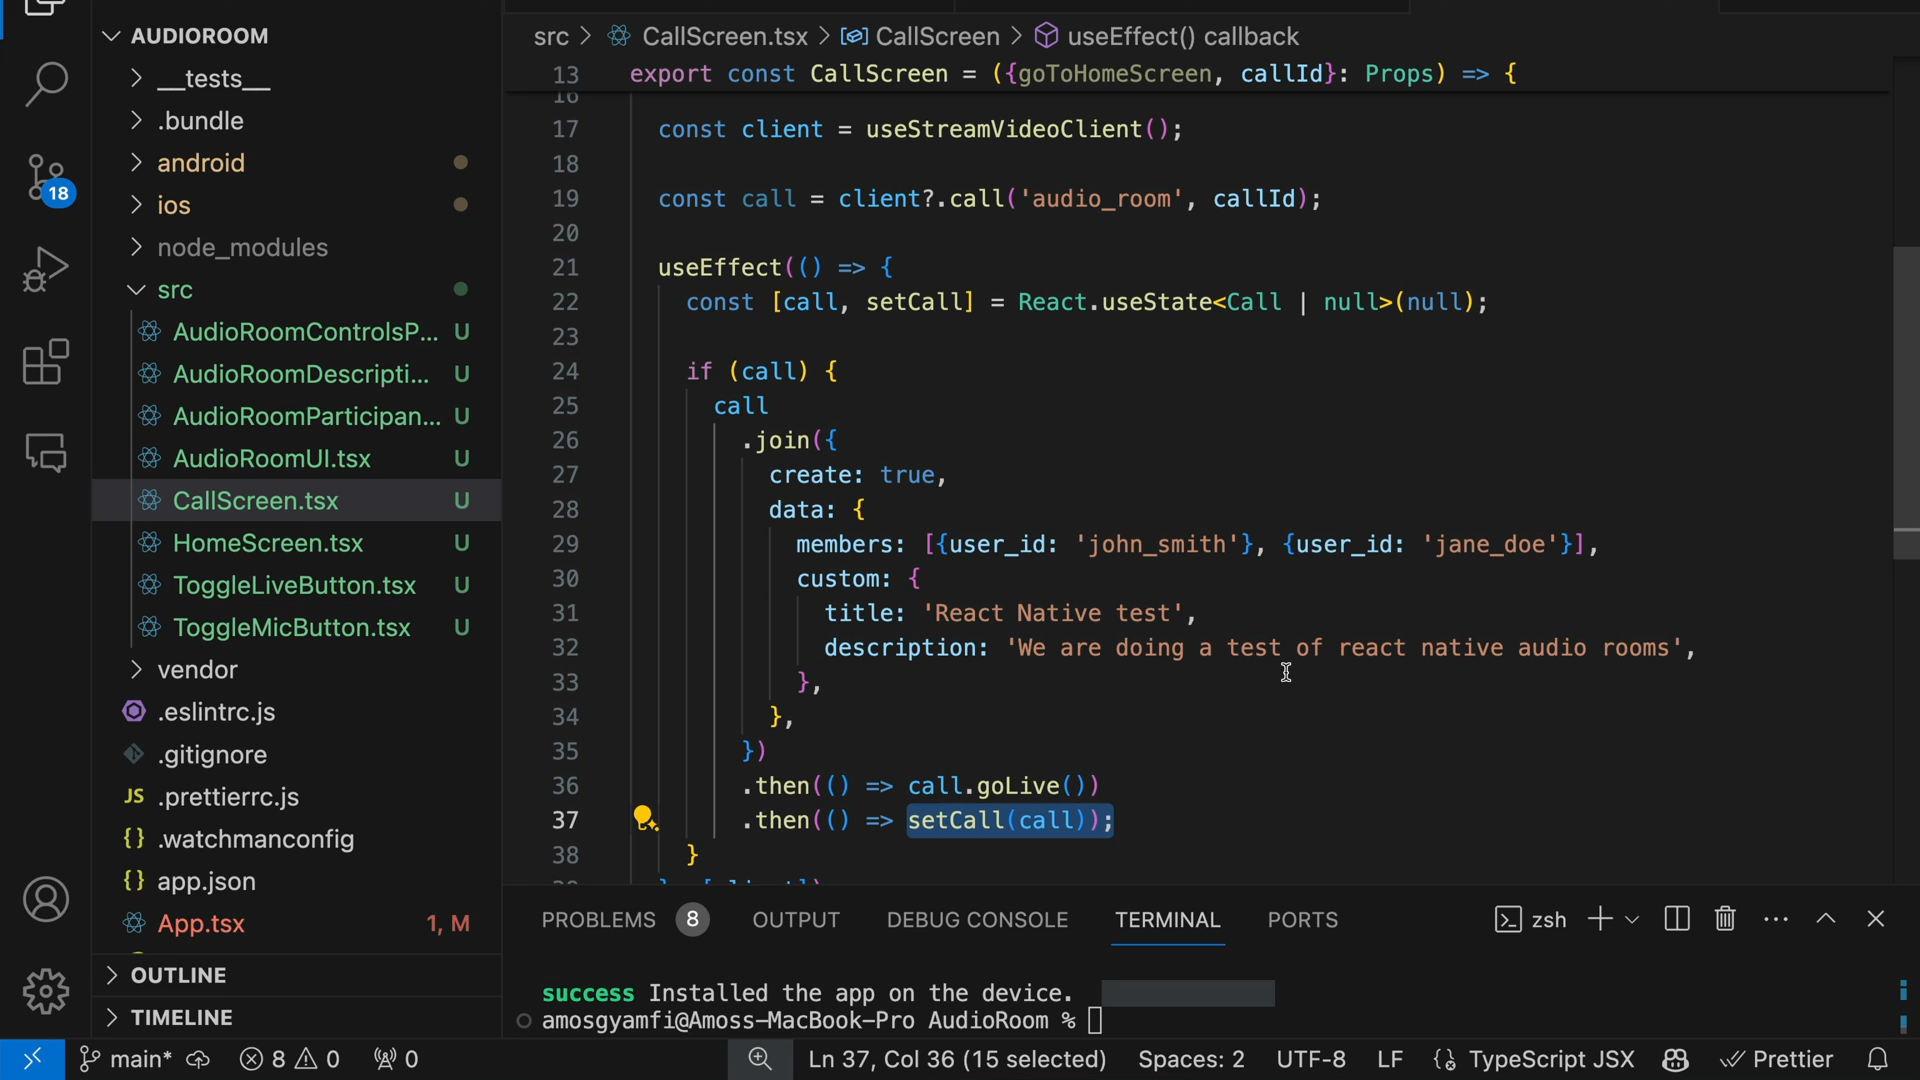 AUDIOROOM
__tests__
.bundle
android
ios
node_modules
src
AudioRoomControlsP... U
AudioRoomDescripti... U
AudioRoomParticipan... U
AudioRoomUI.tsx U
CallScreen.tsx U
HomeScreen.tsx U
ToggleLiveButton.tsx U
ToggleMicButton.tsx U
vendor
.eslintrc.js
.gitignore
JS .prettierrc.js
{} .watchmanconfig
{} app.json
App.tsx 1, M
OUTLINE
TIMELINE
18
src > CallScreen.tsx > CallScreen > useEffect() callback
13 export const CallScreen = ({goToHomeScreen, callId}: Props) => {
16
17 const client = useStreamVideoClient();
18
19 const call = client?.call('audio_room', callId);
20
21 useEffect(() => {
22 const [call, setCall] = React.useState<Call | null>(null);
23
24 if (call) {
25 call
26 .join({
27 create: true,
28 data: {
29 members: [{user_id: 'john_smith'}, {user_id: 'jane_doe'}],
30 custom: {
31 title: 'React Native test',
32 description: 'We are doing a test of react native audio rooms',
33 },
34 },
35 })
36 .then(() => call.goLive())
37 .then(() => setCall(call));
38 }
PROBLEMS 8 OUTPUT DEBUG CONSOLE TERMINAL PORTS zsh
success Installed the app on the device.
amosgyamfi@Amoss-MacBook-Pro AudioRoom %
main* 8 0 0 Ln 37, Col 36 (15 selected) Spaces: 2 UTF-8 LF {} TypeScript JSX Prettier